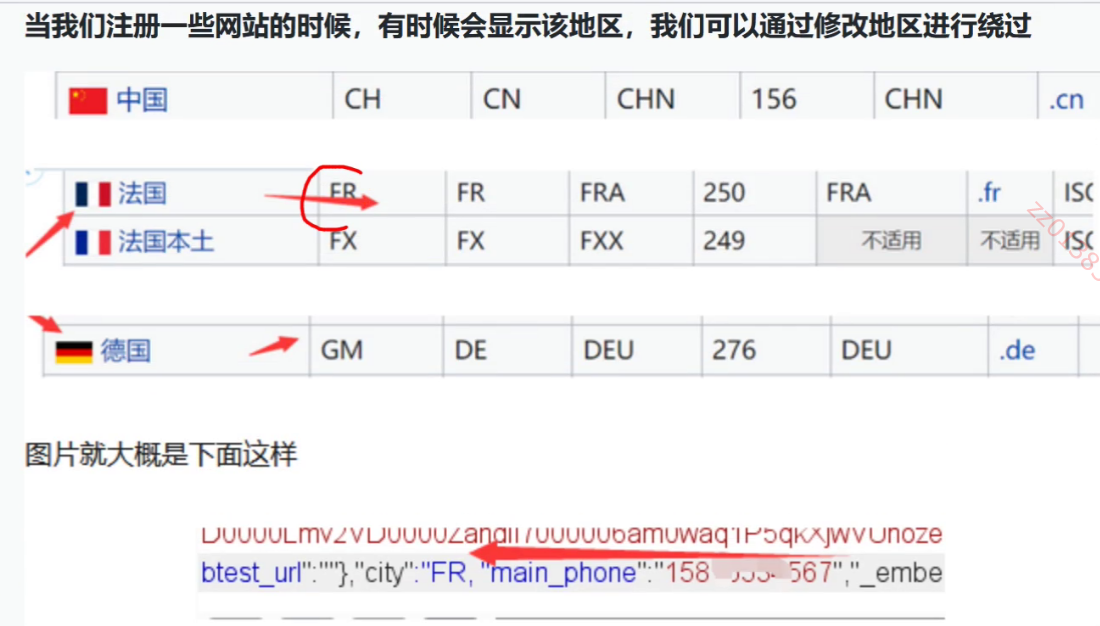 当我们注册一些网站的时候，有时候会显示该地区，我们可以通过修改地区进行绕过
中国 CH CN CHN 156 CHN .cn
法国 FR FR FRA 250 FRA .fr
法国本土 FX FX FXX 249 不适用 不适用
德国 GM DE DEU 276 DEU .de
图片就大概是下面这样
btest_url":""},"city":"FR, "main_phone":"158 567","_embe